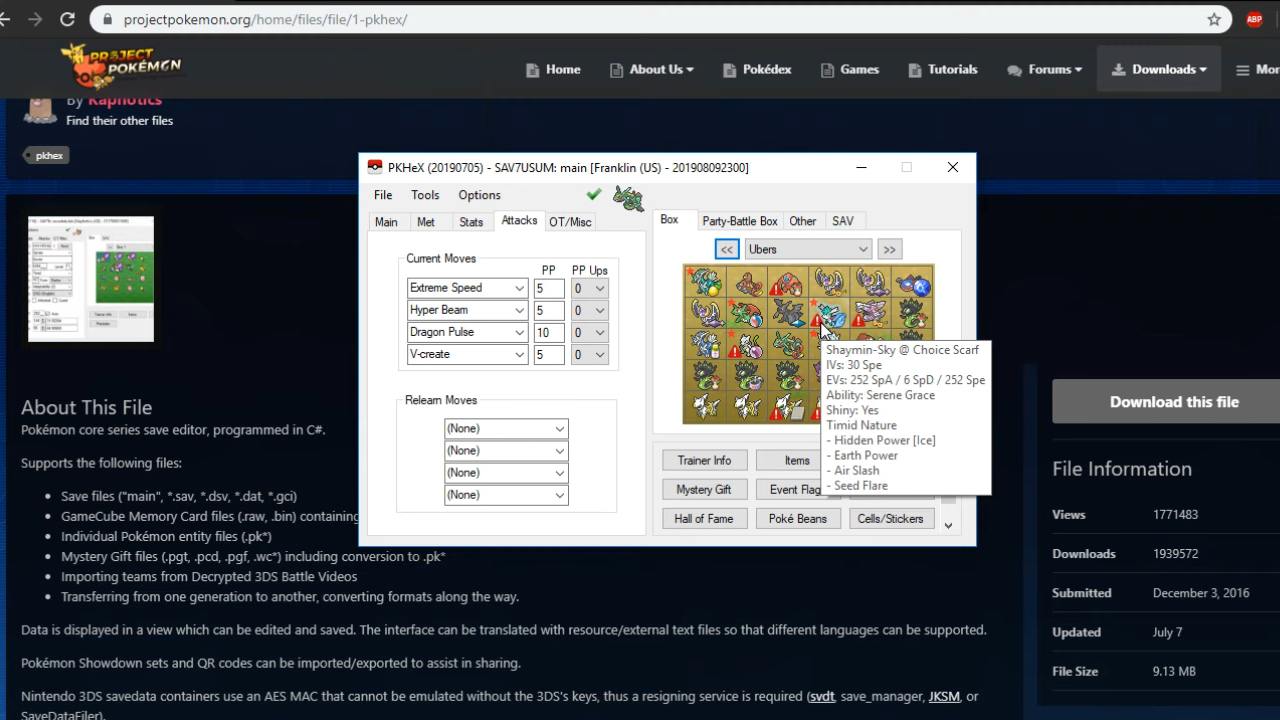 projectpokemon.org/home/files/file/1-pkhex/
ABP
PROJECT
POKÉMON
Home
About Us
Pokédex
Games
Tutorials
Forums
Downloads
Mor
By Kaphotics
Find their other files
pkhex
About This File
Pokémon core series save editor, programmed in C#.
Supports the following files:
Save files ("main", *.sav, *.dsv, *.dat, *.gci)
GameCube Memory Card files (.raw, .bin) containing
Individual Pokémon entity files (.pk*)
Mystery Gift files (.pgt, .pcd, .pgf, .wc*) including conversion to .pk*
Importing teams from Decrypted 3DS Battle Videos
Transferring from one generation to another, converting formats along the way.
Data is displayed in a view which can be edited and saved. The interface can be translated with resource/external text files so that different languages can be supported.
Pokémon Showdown sets and QR codes can be imported/exported to assist in sharing.
Nintendo 3DS savedata containers use an AES MAC that cannot be emulated without the 3DS's keys, thus a resigning service is required (svdt, save_manager, JKSM, or
SaveDataFiler).
PKHeX (20190705) - SAV7USUM: main [Franklin (US) - 201908092300]
File
Tools
Options
Main
Met
Stats
Attacks
OT/Misc
Current Moves
PP
PP Ups
Extreme Speed
5
0
Hyper Beam
5
0
Dragon Pulse
10
0
V-create
5
0
Relearn Moves
(None)
(None)
(None)
(None)
Box
Party-Battle Box
Other
SAV
<<
Ubers
>>
Shaymin-Sky @ Choice Scarf
IVs: 30 Spe
EVs: 252 SpA / 6 SpD / 252 Spe
Ability: Serene Grace
Shiny: Yes
Timid Nature
- Hidden Power [Ice]
- Earth Power
- Air Slash
- Seed Flare
Trainer Info
Items
Mystery Gift
Event Flag
Hall of Fame
Poké Beans
Cells/Stickers
Download this file
File Information
Views
1771483
Downloads
1939572
Submitted
December 3, 2016
Updated
July 7
File Size
9.13 MB